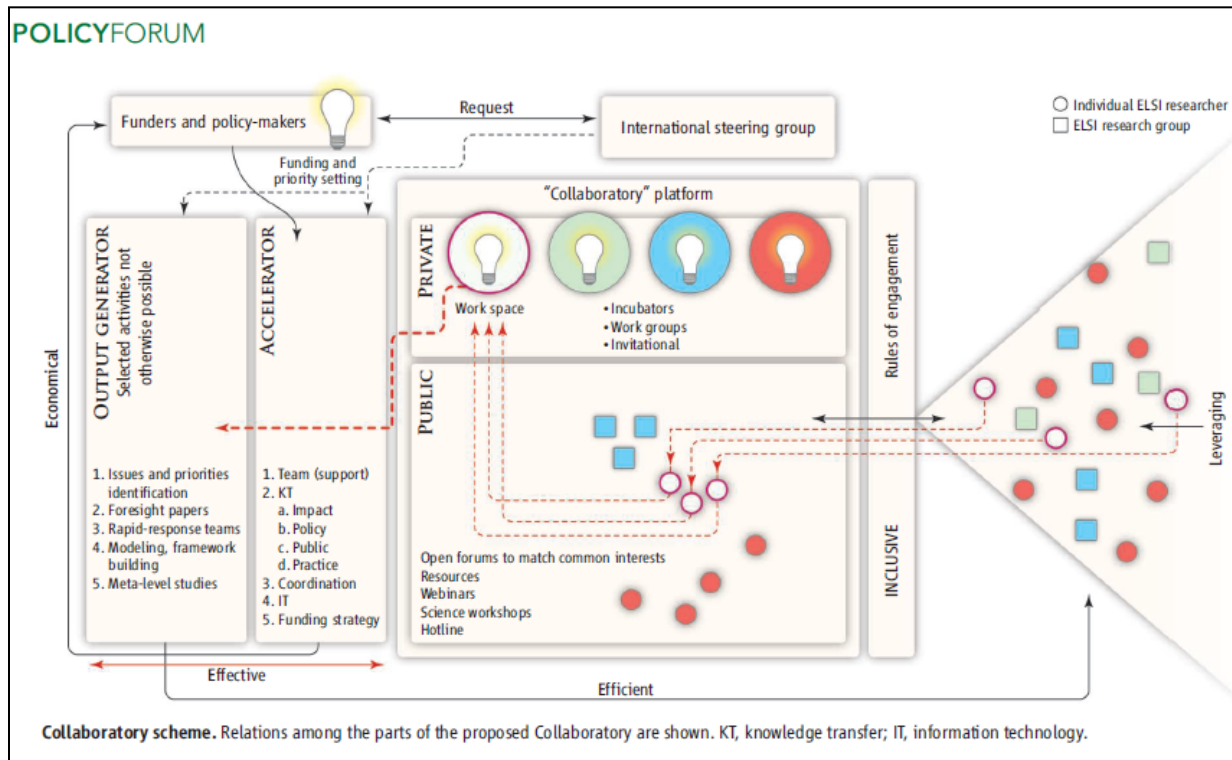 POLICYFORUM
Funders and policy-makers
Request
International steering group
Individual ELSI researcher
ELSI research group
Funding and
priority setting
"Collaboratory" platform
OUTPUT GENERATOR
Selected activities not
otherwise possible
ACCELERATOR
PRIVATE
Work space
• Incubators
• Work groups
• Invitational
Rules of engagement
Economical
PUBLIC
Leveraging
1. Issues and priorities
identification
2. Foresight papers
3. Rapid-response teams
4. Modeling, framework
building
5. Meta-level studies
1. Team (support)
2. KT
a. Impact
b. Policy
c. Public
d. Practice
3. Coordination
4. IT
5. Funding strategy
Open forums to match common interests
Resources
Webinars
Science workshops
Hotline
INCLUSIVE
Effective
Efficient
Collaboratory scheme. Relations among the parts of the proposed Collaboratory are shown. KT, knowledge transfer; IT, information technology.